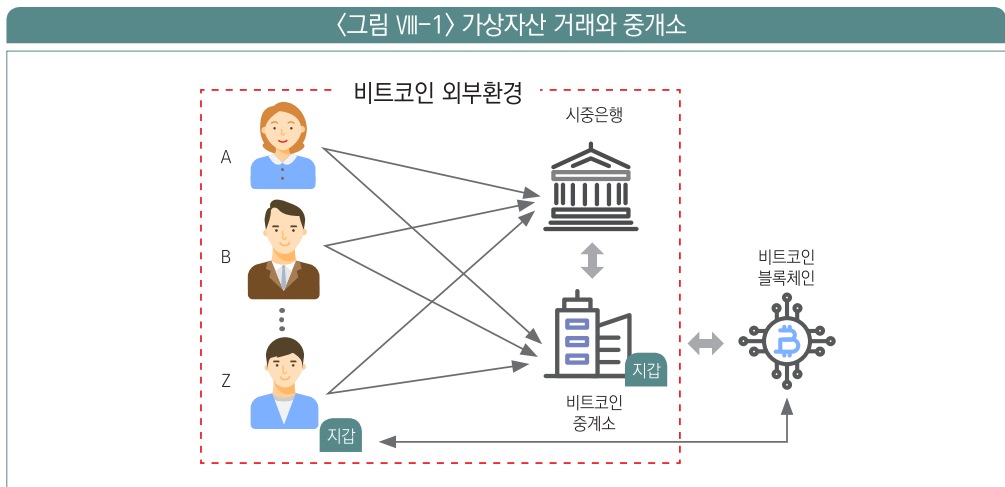 〈그림 Ⅷ-1〉 가상자산 거래와 중개소
비트코인 외부환경
시중은행
A
B
비트코인
블록체인
Z
지갑
비트코인
중계소
지갑